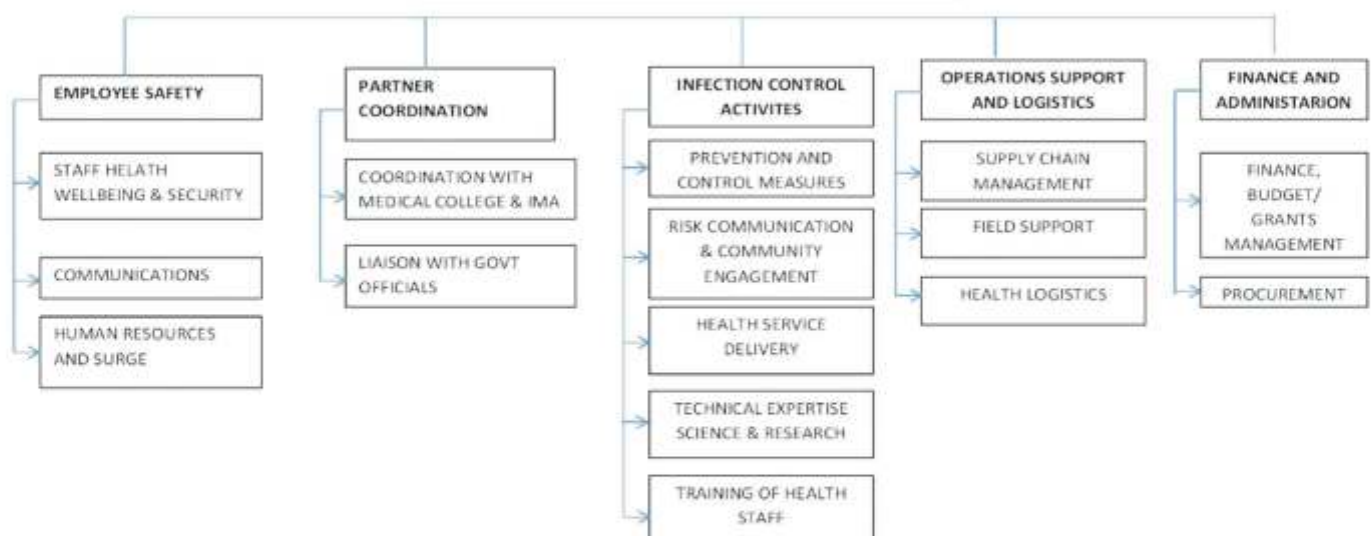 EMPLOYEE SAFETY
STAFF HELATH
WELLBEING & SECURITY
COMMUNICATIONS
HUMAN RESOURCES
AND SURGE
PARTNER
COORDINATION
COORDINATION WITH
MEDICAL COLLEGE & IMA
LIAISON WITH GOVT
OFFICIALS
INFECTION CONTROL
ACTIVITES
PREVENTION AND
CONTROL MEASURES
RISK COMMUNICATION
& COMMUNITY
ENGAGEMENT
HEALTH SERVICE
DELIVERY
TECHNICAL EXPERTISE
SCIENCE & RESEARCH
TRAINING OF HEALTH
STAFF
OPERATIONS SUPPORT
AND LOGISTICS
SUPPLY CHAIN
MANAGEMENT
FIELD SUPPORT
HEALTH LOGISTICS
FINANCE AND
ADMINISTARION
FINANCE,
BUDGET/
GRANTS
MANAGEMENT
PROCUREMENT